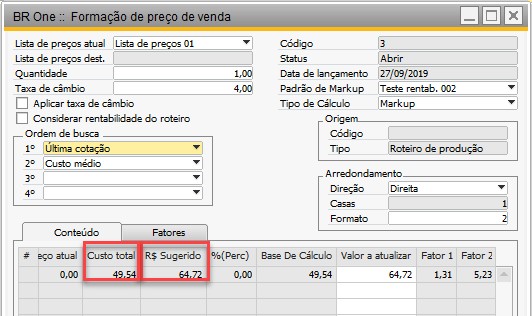 BR One :: Formação de preço de venda
Lista de preços atual Lista de preços 01
Lista de preços dest.
Quantidade 1,00
Taxa de câmbio 4,00
Aplicar taxa de câmbio
Considerar rentabilidade do roteiro
Ordem de busca
1º Última cotação
2º Custo médio
3º
4º
Código 3
Status Abrir
Data de lançamento 27/09/2019
Padrão de Markup Teste rentab. 002
Tipo de Cálculo Markup
Origem
Código
Tipo Roteiro de produção
Arredondamento
Direção Direita
Casas 1
Formato 2
Conteúdo Fatores
# eço atual Custo total R$ Sugerido %(Perc) Base De Cálculo Valor a atualizar Fator 1 Fator 2
0,00 49,54 64,72 0,00 49,54 64,72 1,31 5,23